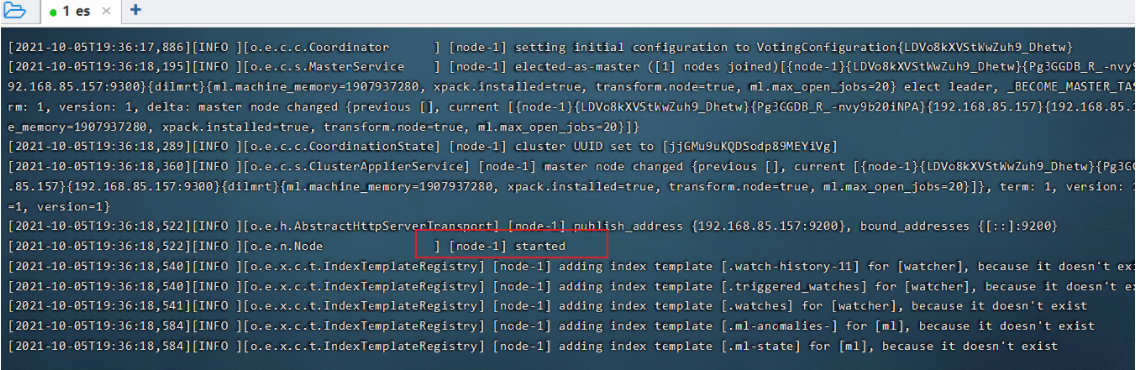 1 es × +
[2021-10-05T19:36:17,886][INFO ][o.e.c.c.Coordinator      ] [node-1] setting initial configuration to VotingConfiguration{LDVo8kXVStWwZuh9_Dhetw}
[2021-10-05T19:36:18,195][INFO ][o.e.c.s.MasterService    ] [node-1] elected-as-master ([1] nodes joined)[{node-1}{LDVo8kXVStWwZuh9_Dhetw}{Pg3GGDB_R_-nvy9
92.168.85.157:9300}{dilmrt}{ml.machine_memory=1907937280, xpack.installed=true, transform.node=true, ml.max_open_jobs=20} elect leader, _BECOME_MASTER_TAS
rm: 1, version: 1, delta: master node changed {previous [], current [{node-1}{LDVo8kXVStWwZuh9_Dhetw}{Pg3GGDB_R_-nvy9b20iNPA}{192.168.85.157}{192.168.85.1
e_memory=1907937280, xpack.installed=true, transform.node=true, ml.max_open_jobs=20}]}
[2021-10-05T19:36:18,289][INFO ][o.e.c.c.CoordinationState] [node-1] cluster UUID set to [jjGMu9uKQDSodp89MEYiVg]
[2021-10-05T19:36:18,360][INFO ][o.e.c.s.ClusterApplierService] [node-1] master node changed {previous [], current [{node-1}{LDVo8kXVStWwZuh9_Dhetw}{Pg3G
.85.157}{192.168.85.157:9300}{dilmrt}{ml.machine_memory=1907937280, xpack.installed=true, transform.node=true, ml.max_open_jobs=20}]}, term: 1, version:
=1, version=1}
[2021-10-05T19:36:18,522][INFO ][o.e.h.AbstractHttpServerTransport] [node-1] publish_address {192.168.85.157:9200}, bound_addresses {[::]:9200}
[2021-10-05T19:36:18,522][INFO ][o.e.n.Node               ] [node-1] started
[2021-10-05T19:36:18,540][INFO ][o.e.x.c.t.IndexTemplateRegistry] [node-1] adding index template [.watch-history-11] for [watcher], because it doesn't exi
[2021-10-05T19:36:18,540][INFO ][o.e.x.c.t.IndexTemplateRegistry] [node-1] adding index template [.triggered_watches] for [watcher], because it doesn't e
[2021-10-05T19:36:18,541][INFO ][o.e.x.c.t.IndexTemplateRegistry] [node-1] adding index template [.watches] for [watcher], because it doesn't exist
[2021-10-05T19:36:18,584][INFO ][o.e.x.c.t.IndexTemplateRegistry] [node-1] adding index template [.ml-anomalies-] for [ml], because it doesn't exist
[2021-10-05T19:36:18,584][INFO ][o.e.x.c.t.IndexTemplateRegistry] [node-1] adding index template [.ml-state] for [ml], because it doesn't exist